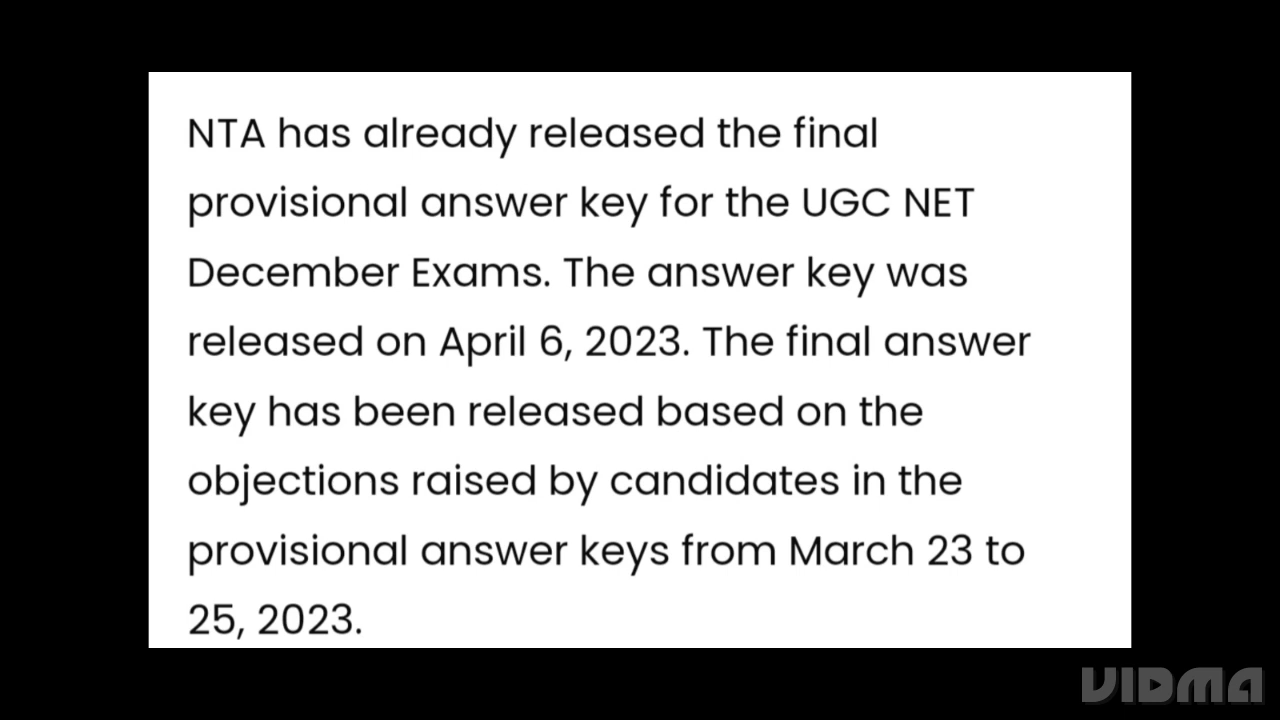 NTA has already released the final
provisional answer key for the UGC NET
December Exams. The answer key was
released on April 6, 2023. The final answer
key has been released based on the
objections raised by candidates in the
provisional answer keys from March 23 to
25, 2023.
VIDMA